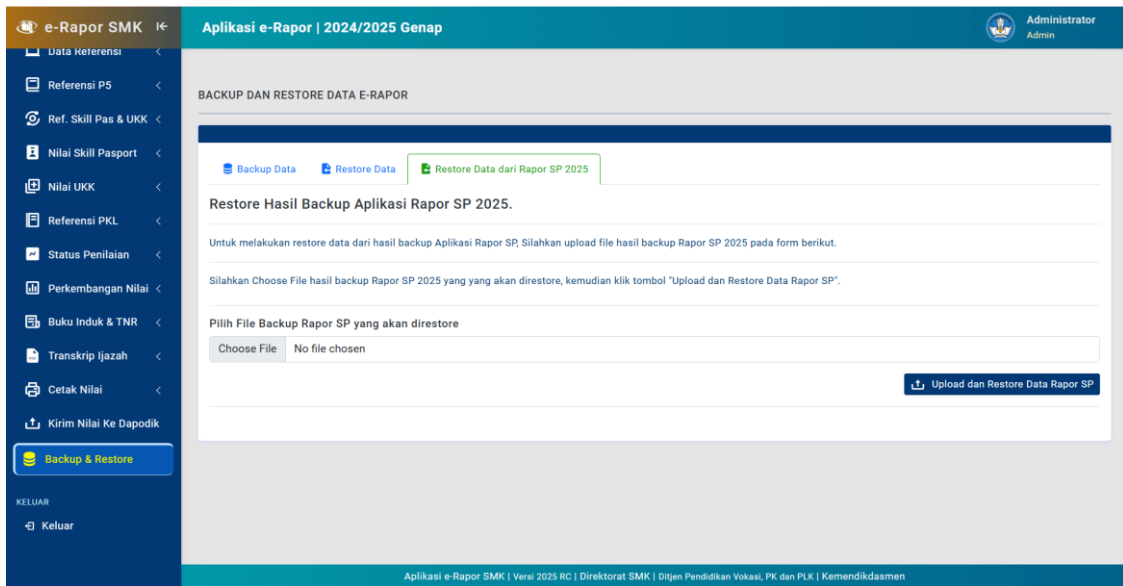 e-Rapor SMK
Aplikasi e-Rapor | 2024/2025 Genap
Administrator
Admin
Data Referensi
Referensi P5
Ref. Skill Pas & UKK
Nilai Skill Pasport
Nilai UKK
Referensi PKL
Status Penilaian
Perkembangan Nilai
Buku Induk & TNR
Transkrip Ijazah
Cetak Nilai
Kirim Nilai Ke Dapodik
Backup & Restore
KELUAR
Keluar
BACKUP DAN RESTORE DATA E-RAPOR
Backup Data
Restore Data
Restore Data dari Rapor SP 2025
Restore Hasil Backup Aplikasi Rapor SP 2025.
Untuk melakukan restore data dari hasil backup Aplikasi Rapor SP, Silahkan upload file hasil backup Rapor SP 2025 pada form berikut.
Silahkan Choose File hasil backup Rapor SP 2025 yang yang akan direstore, kemudian klik tombol "Upload dan Restore Data Rapor SP".
Pilih File Backup Rapor SP yang akan direstore
Choose File No file chosen
Upload dan Restore Data Rapor SP
Aplikasi e-Rapor SMK | Versi 2025 RC | Direktorat SMK | Ditjen Pendidikan Vokasi, PK dan PLK | Kemendikdasmen